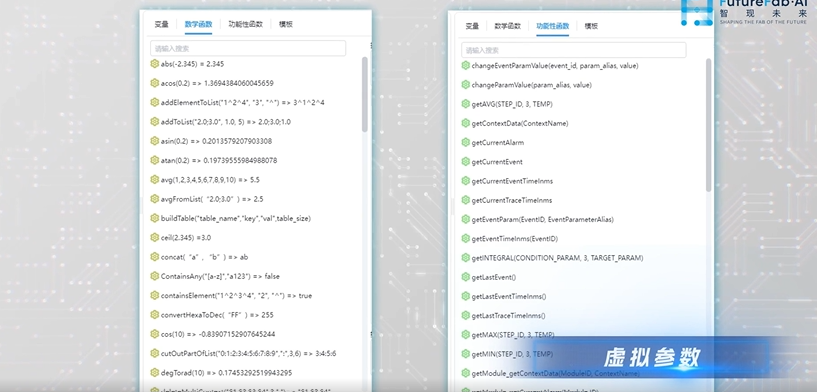 FutureFab·AI
智现未来
SHAPING THE FAB OF THE FUTURE
变量 数学函数 功能性函数 模板
请输入搜索
abs(-2.345) = 2.345
acos(0.2) => 1.3694384060045659
addElementToList("1^2^4", "3", "^") => 3^1^2^4
addToList("2.0;3.0", 1.0, 5) => 2.0;3.0;1.0
asin(0.2) => 0.2013579207903308
atan(0.2) => 0.19739555984988078
avg(1,2,3,4,5,6,7,8,9,10) => 5.5
avgFromList( “2.0;3.0” ) => 2.5
buildTable("table_name","key","val",table_size)
ceil(2.345) =3.0
concat( “a” , “b” ) => ab
ContainsAny("[a-z]","a123") => false
containsElement("1^2^3^4", "2", "^") => true
convertHexaToDec( “FF” ) => 255
cos(10) => -0.83907152907645244
cutOutPartOfList("0:1:2:3:4:5:6:7:8:9",":",3,6) => 3:4:5:6
degTorad(10) => 0.17453292519943295
变量 数学函数 功能性函数 模板
请输入搜索
changeEventParamValue(event_id, param_alias, value)
changeParamValue(param_alias, value)
getAVG(STEP_ID, 3, TEMP)
getContextData(ContextName)
getCurrentAlarm
getCurrentEvent
getCurrentEventTimeInms
getCurrentTraceTimeInms
getEventParam(EventID, EventParameterAlias)
getEventTimeInms(EventID)
getINTEGRAL(CONDITION_PARAM, 3, TARGET_PARAM)
getLastEvent()
getLastEventTimeInms()
getLastTraceTimeInms()
getMAX(STEP_ID, 3, TEMP)
getMIN(STEP_ID, 3, TEMP)
getModule_getContextData(ModuleID, ContextName)
虚拟参数